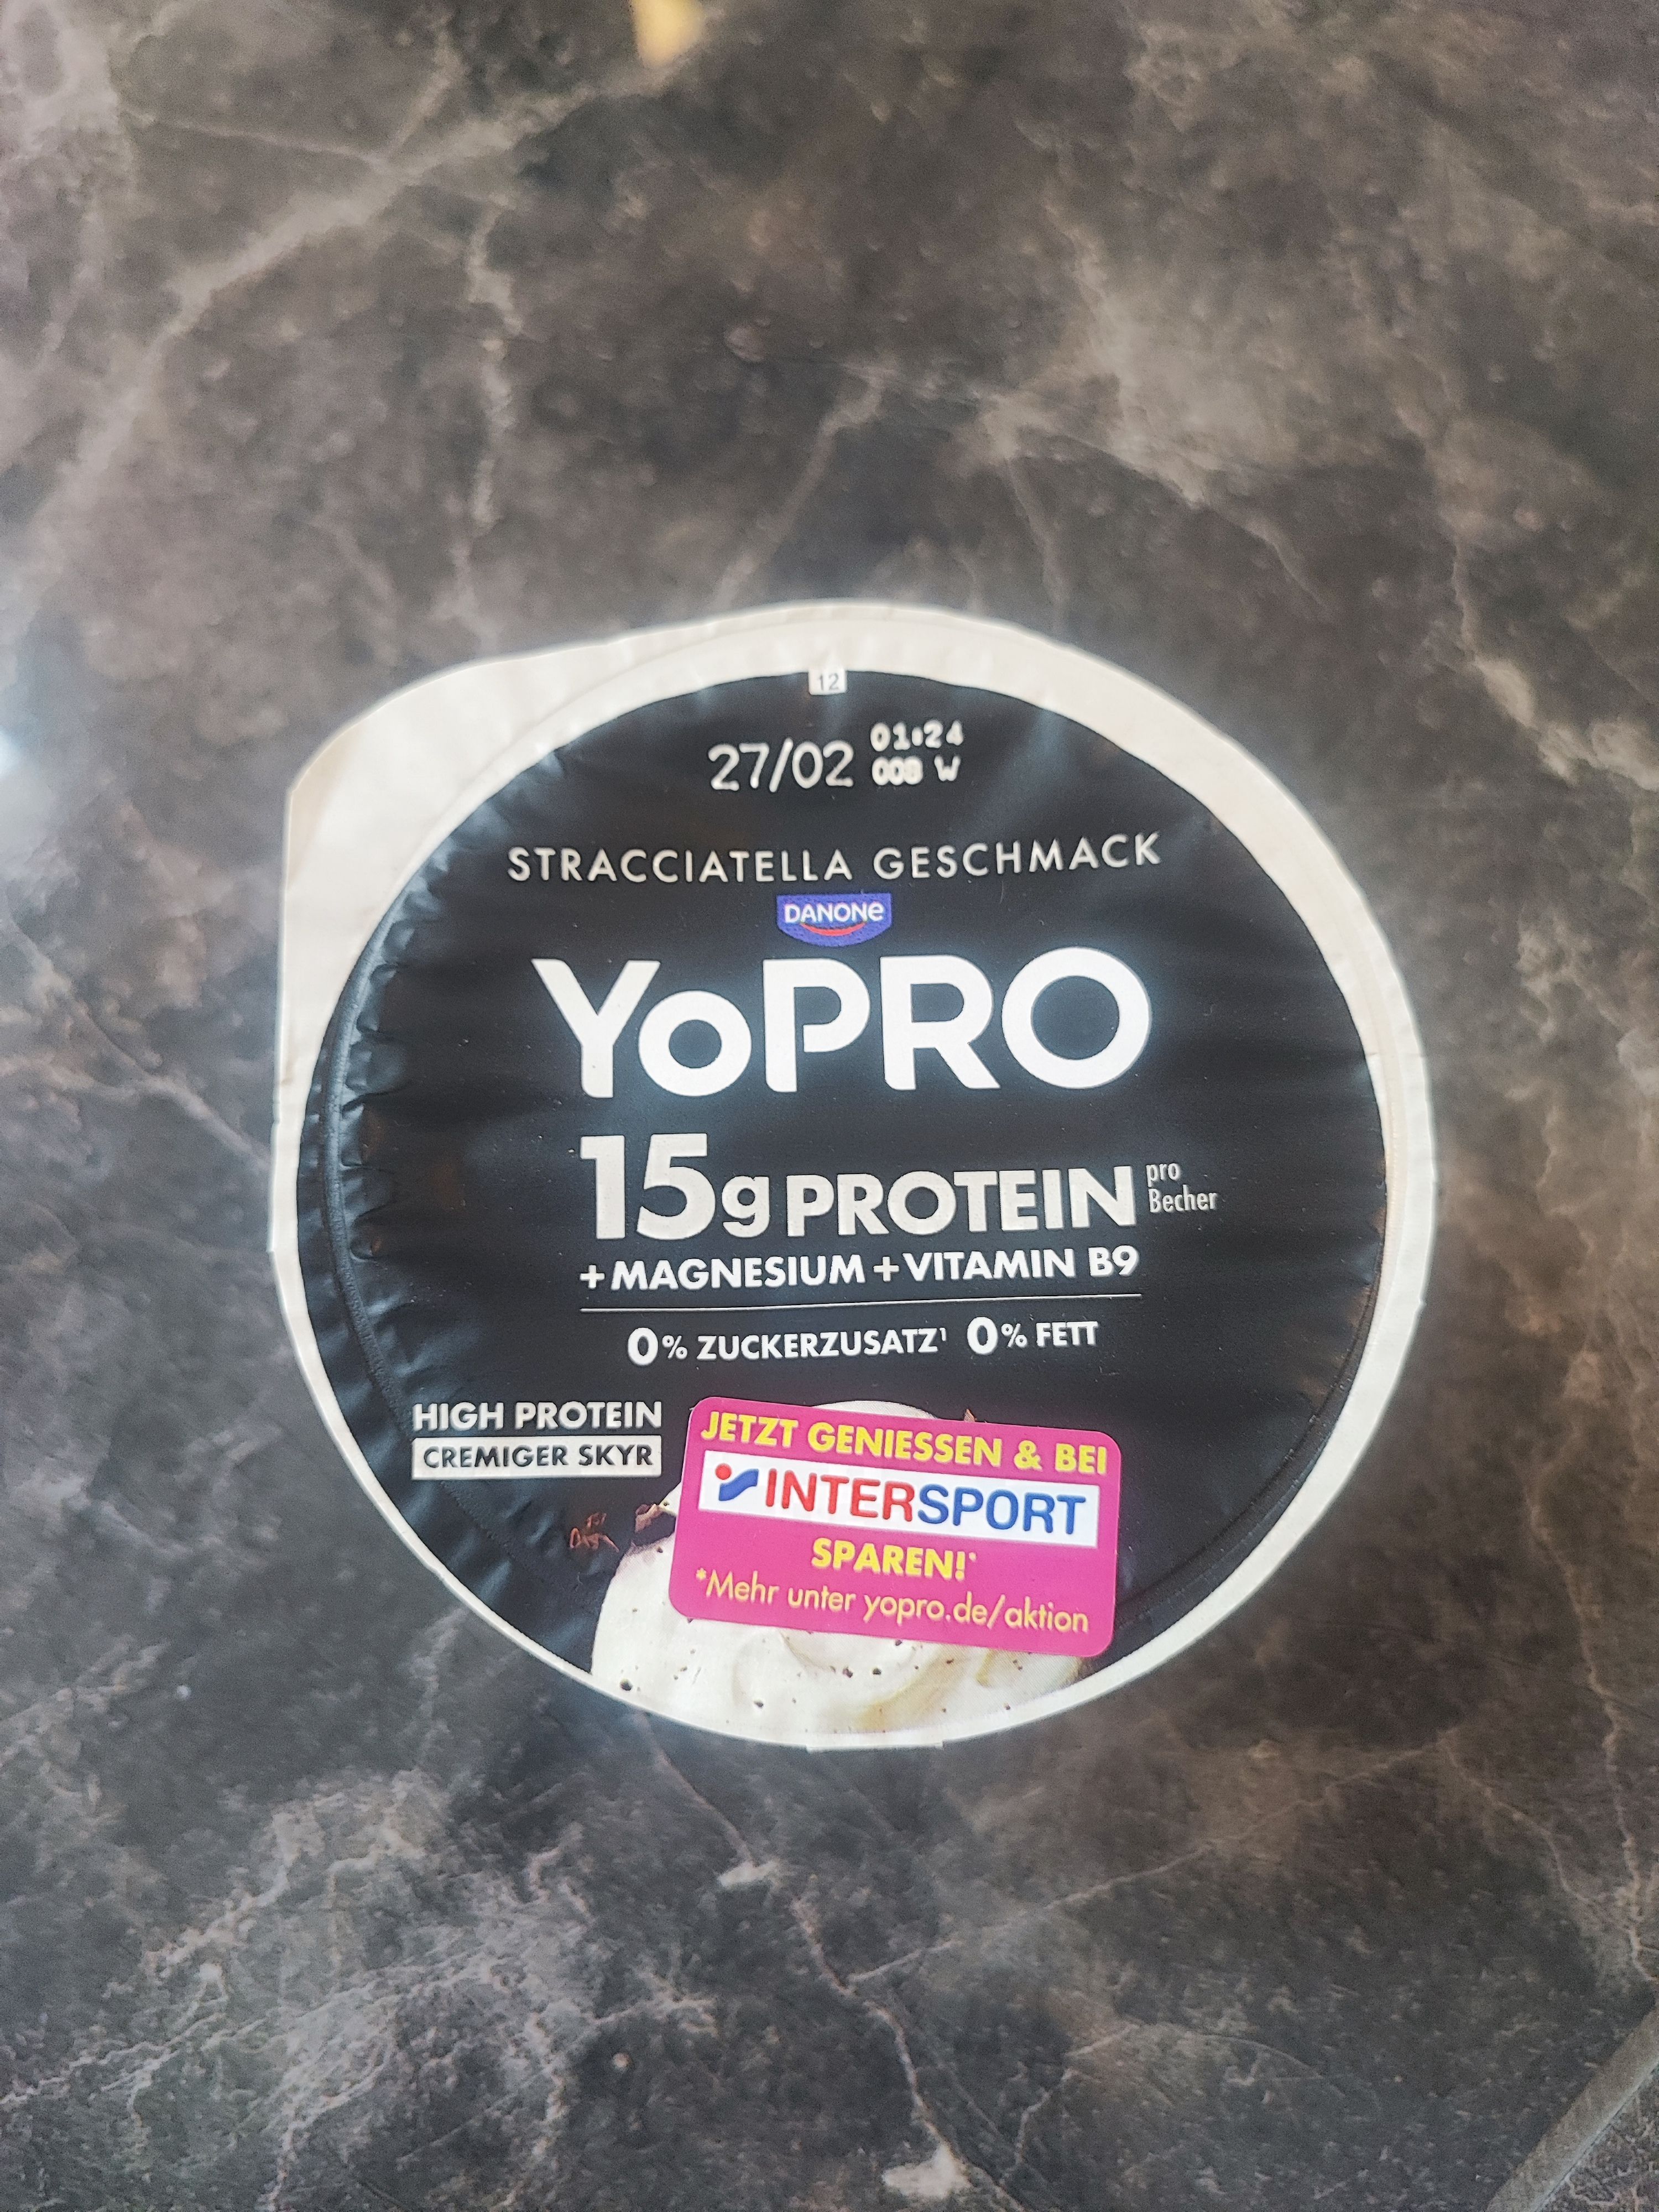 12
27/02 01:24
008 W
STRACCIATELLA GESCHMACK
DANONE
YoPRO
15g PROTEIN pro Becher
+MAGNESIUM +VITAMIN B9
0% ZUCKERZUSATZ¹ 0% FETT
HIGH PROTEIN
CREMIGER SKYR
JETZT GENIESSEN & BEI
INTERSPORT
SPAREN!*
*Mehr unter yopro.de/aktion